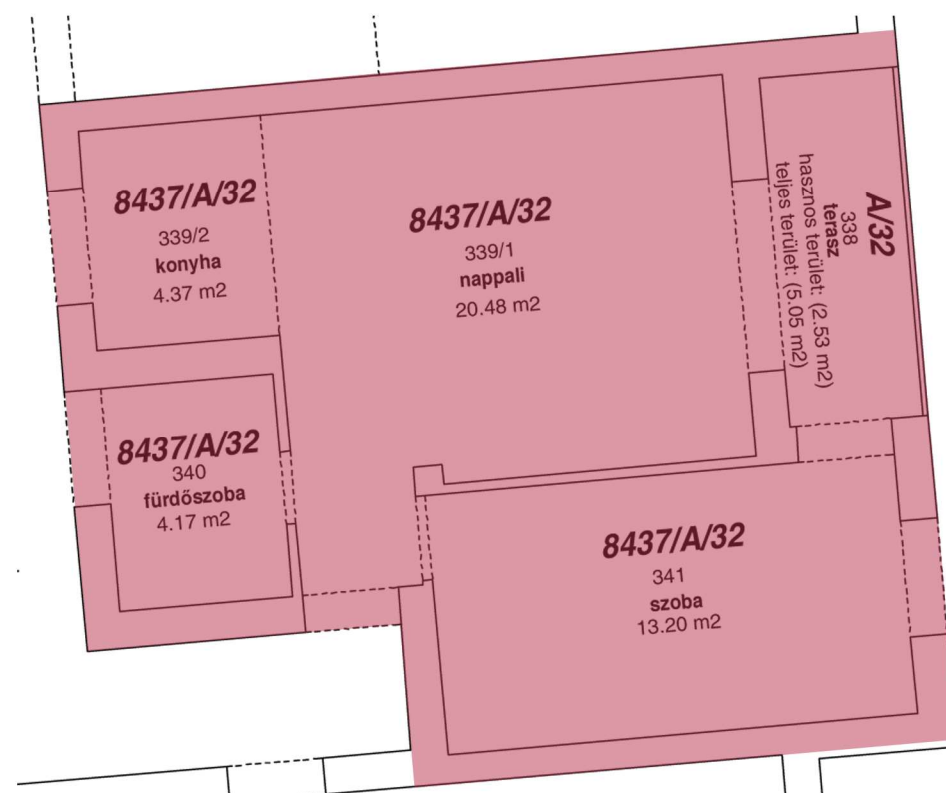 8437/A/32
339/2
konyha
4.37 m2
8437/A/32
339/1
nappali
20.48 m2
A/32
338
terasz
hasznos terület: (2.53 m2)
teljes terület: (5.05 m2)
8437/A/32
340
fürdőszoba
4.17 m2
8437/A/32
341
szoba
13.20 m2